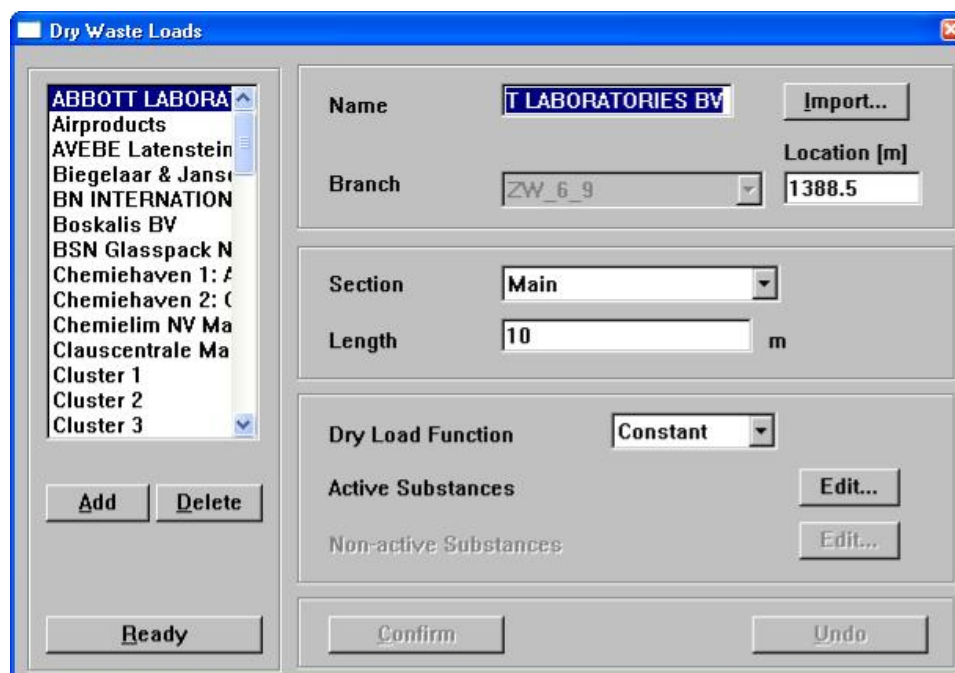 Dry Waste Loads
ABBOTT LABORA
Airproducts
AVEBE Latenstein
Biegelaar & Jans
BN INTERNATION
Boskalis BV
BSN Glasspack N
Chemiehaven 1: A
Chemiehaven 2: C
Chemielim NV Ma
Clauscentrale Ma
Cluster 1
Cluster 2
Cluster 3
Add Delete
Ready
Name T LABORATORIES BV Import...
Location [m]
Branch ZW_6_9 1388.5
Section Main
Length 10 m
Dry Load Function Constant
Active Substances Edit...
Non-active Substances Edit...
Confirm Undo